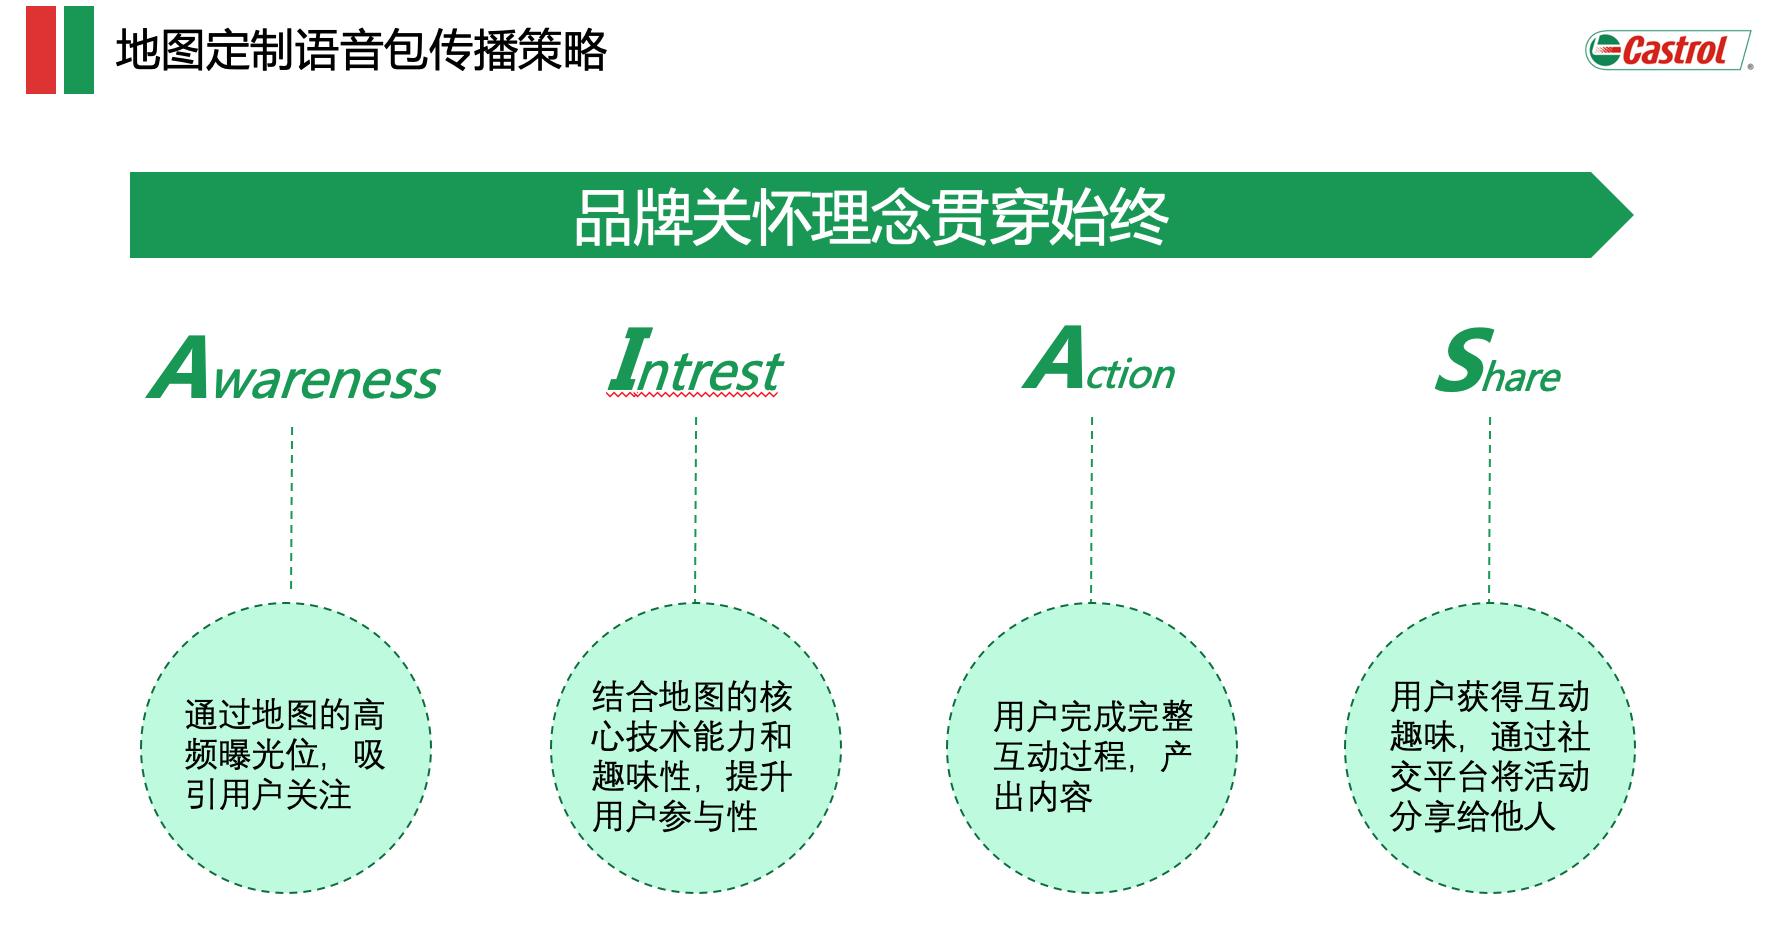 地图定制语音包传播策略
Castrol
®
品牌关怀理念贯穿始终
Awareness
Intrest
Action
Share
通过地图的高
频曝光位，吸
引用户关注
结合地图的核
心技术能力和
趣味性，提升
用户参与性
用户完成完整
互动过程，产
出内容
用户获得互动
趣味，通过社
交平台将活动
分享给他人